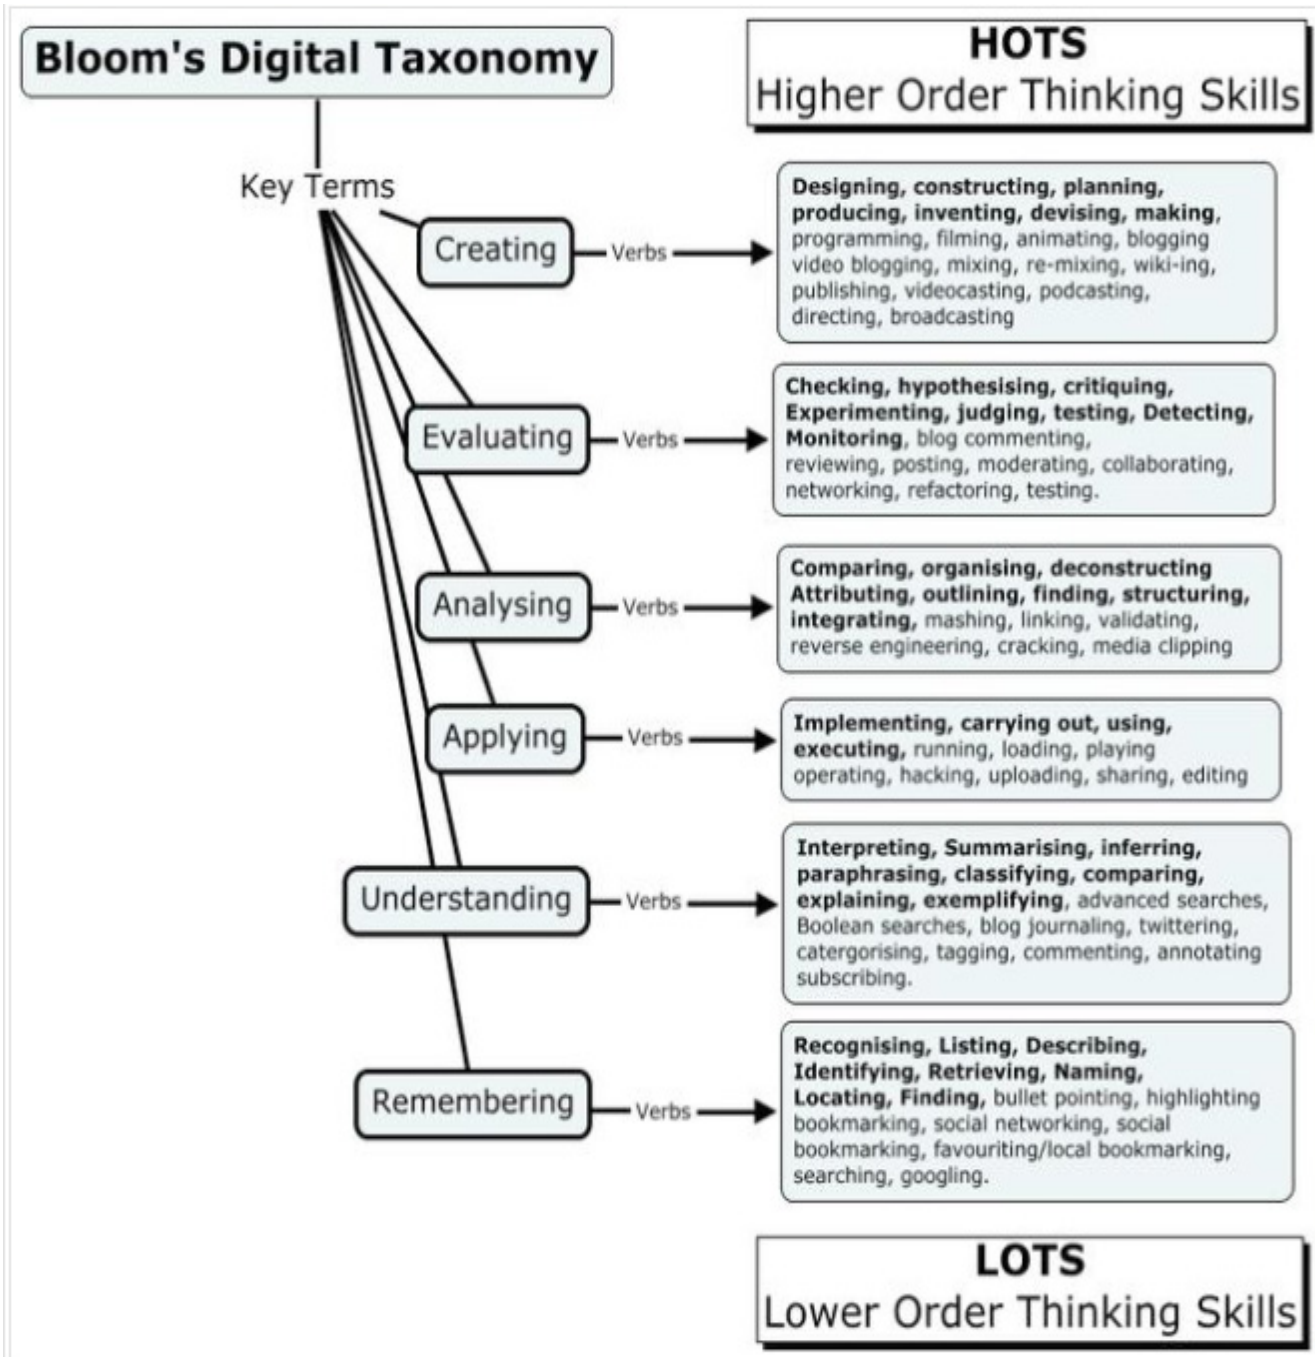 Bloom's Digital Taxonomy
HOTS
Higher Order Thinking Skills
Key Terms
Creating
Verbs
Designing, constructing, planning,
producing, inventing, devising, making,
programming, filming, animating, blogging
video blogging, mixing, re-mixing, wiki-ing,
publishing, videocasting, podcasting,
directing, broadcasting
Evaluating
Verbs
Checking, hypothesising, critiquing,
Experimenting, judging, testing, Detecting,
Monitoring, blog commenting,
reviewing, posting, moderating, collaborating,
networking, refactoring, testing.
Analysing
Verbs
Comparing, organising, deconstructing
Attributing, outlining, finding, structuring,
integrating, mashing, linking, validating,
reverse engineering, cracking, media clipping
Applying
Verbs
Implementing, carrying out, using,
executing, running, loading, playing
operating, hacking, uploading, sharing, editing
Understanding
Verbs
Interpreting, Summarising, inferring,
paraphrasing, classifying, comparing,
explaining, exemplifying, advanced searches,
Boolean searches, blog journaling, twittering,
catergorising, tagging, commenting, annotating
subscribing.
Remembering
Verbs
Recognising, Listing, Describing,
Identifying, Retrieving, Naming,
Locating, Finding, bullet pointing, highlighting
bookmarking, social networking, social
bookmarking, favouriting/local bookmarking,
searching, googling.
LOTS
Lower Order Thinking Skills